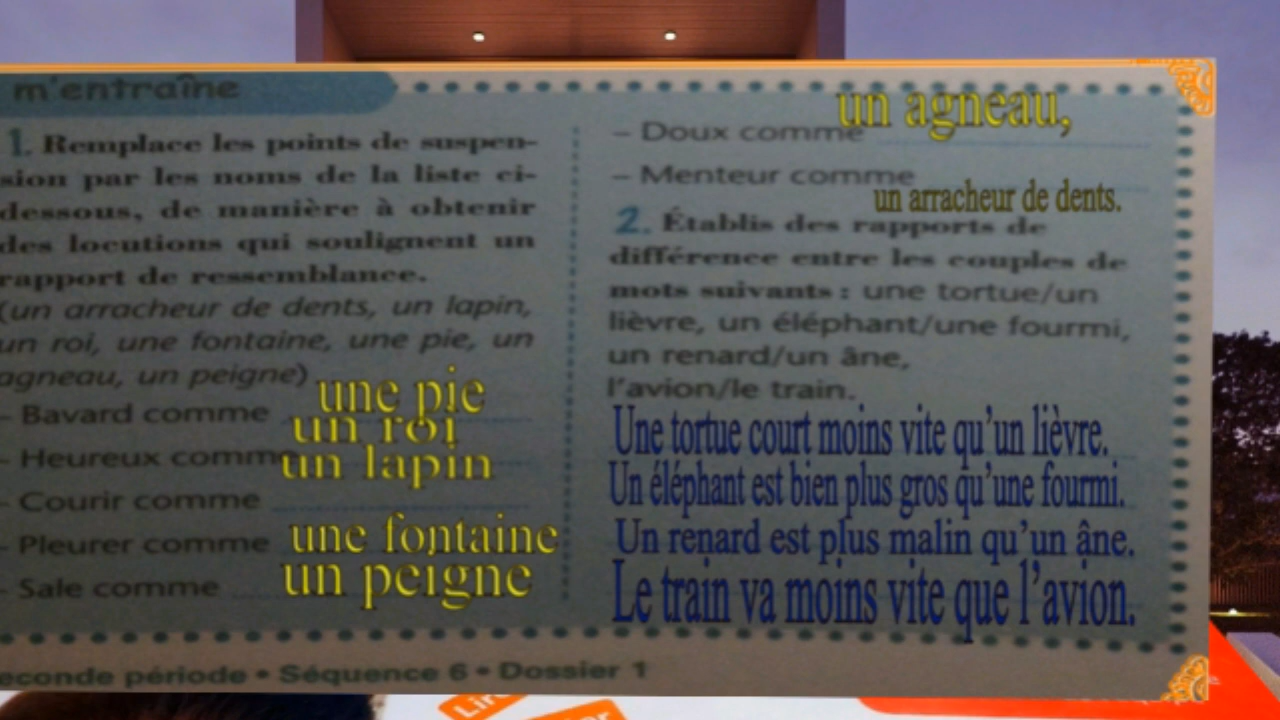 m'entraîne
1. Remplace les points de suspen-
sion par les noms de la liste ci-
dessous, de manière à obtenir
des locutions qui soulignent un
rapport de ressemblance.
(un arracheur de dents, un lapin,
un roi, une fontaine, une pie, un
agneau, un peigne)
– Bavard comme une pie
– Heureux comme un roi
– Courir comme un lapin
– Pleurer comme une fontaine
– Sale comme un peigne
– Doux comme un agneau,
– Menteur comme un arracheur de dents.
2. Établis des rapports de
différence entre les couples de
mots suivants : une tortue/un
lièvre, un éléphant/une fourmi,
un renard/un âne,
l'avion/le train.
Une tortue court moins vite qu'un lièvre.
Un éléphant est bien plus gros qu'une fourmi.
Un renard est plus malin qu'un âne.
Le train va moins vite que l'avion.
econde période • Séquence 6 • Dossier 1